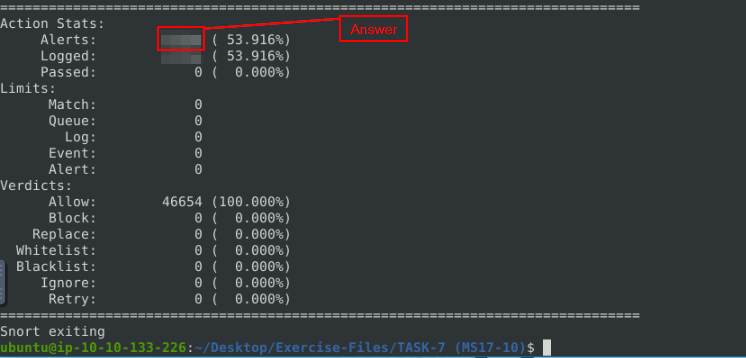 ================================================================================
Action Stats:
Alerts: ( 53.916%)
Answer
Logged: ( 53.916%)
Passed: 0 ( 0.000%)
Limits:
Match: 0
Queue: 0
Log: 0
Event: 0
Alert: 0
Verdicts:
Allow: 46654 (100.000%)
Block: 0 ( 0.000%)
Replace: 0 ( 0.000%)
Whitelist: 0 ( 0.000%)
Blacklist: 0 ( 0.000%)
Ignore: 0 ( 0.000%)
Retry: 0 ( 0.000%)
================================================================================
Snort exiting
ubuntu@ip-10-10-133-226:~/Desktop/Exercise-Files/TASK-7 (MS17-10)$